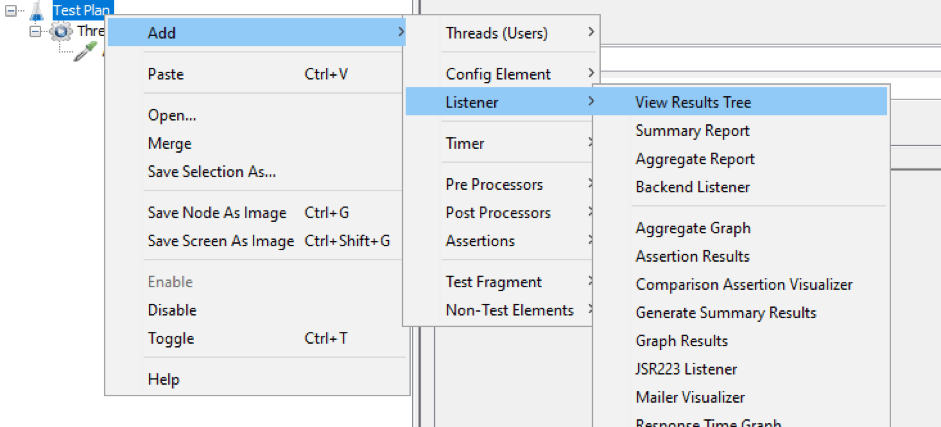 Test Plan
Thre
Add
Paste Ctrl+V
Open...
Merge
Save Selection As...
Save Node As Image Ctrl+G
Save Screen As Image Ctrl+Shift+G
Enable
Disable
Toggle Ctrl+T
Help
Threads (Users)
Config Element
Listener
Timer
Pre Processors
Post Processors
Assertions
Test Fragment
Non-Test Elements
View Results Tree
Summary Report
Aggregate Report
Backend Listener
Aggregate Graph
Assertion Results
Comparison Assertion Visualizer
Generate Summary Results
Graph Results
JSR223 Listener
Mailer Visualizer
Response Time Graph